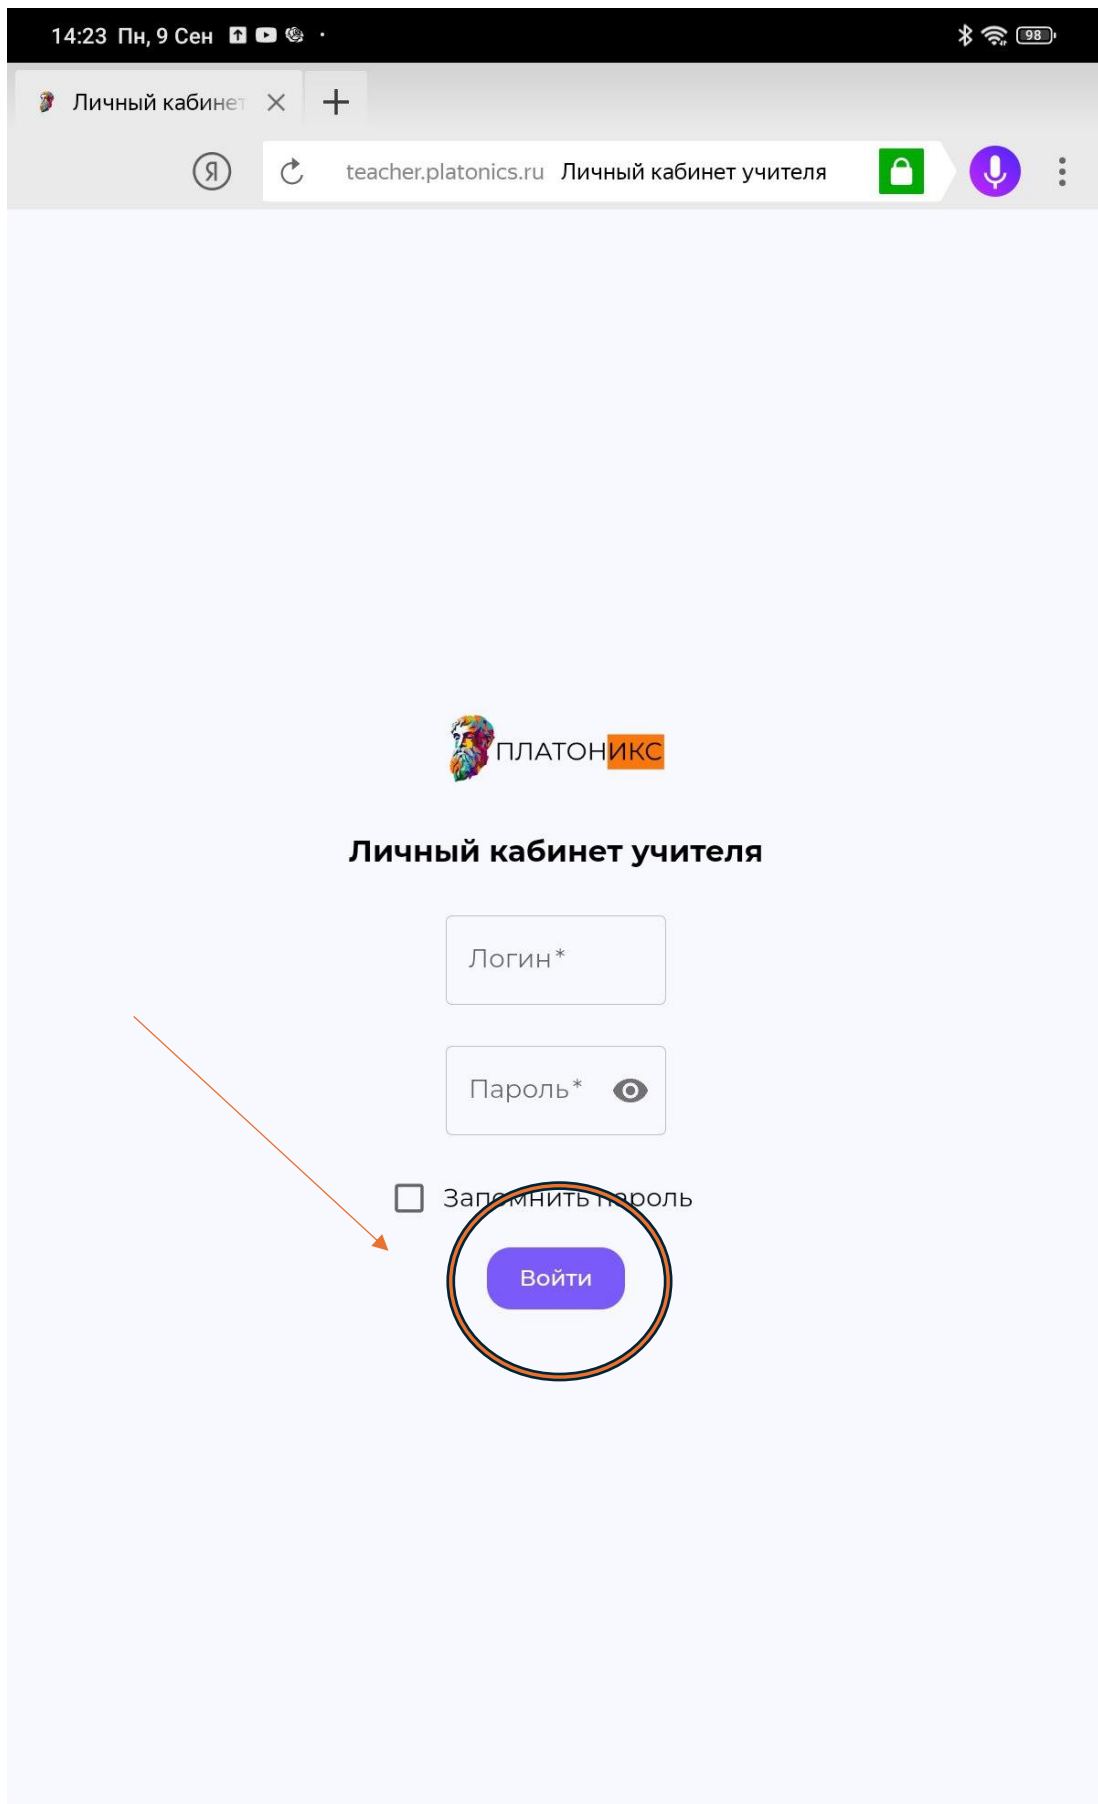 14:23 Пн, 9 Сен
98
Личный кабинет
Я
teacher.platonics.ru Личный кабинет учителя
ПЛАТОНИКС
Личный кабинет учителя
Логин*
Пароль*
Запомнить пароль
Войти